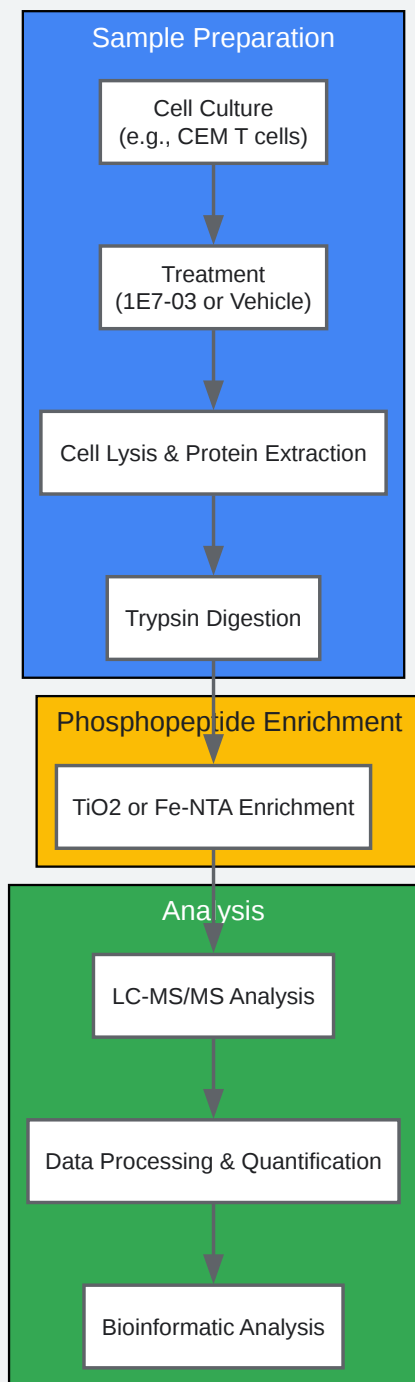 Sample Preparation
Cell Culture
(e.g., CEM T cells)
Treatment
(1E7-03 or Vehicle)
Cell Lysis & Protein Extraction
Trypsin Digestion
Phosphopeptide Enrichment
TiO2 or Fe-NTA Enrichment
Analysis
LC-MS/MS Analysis
Data Processing & Quantification
Bioinformatic Analysis